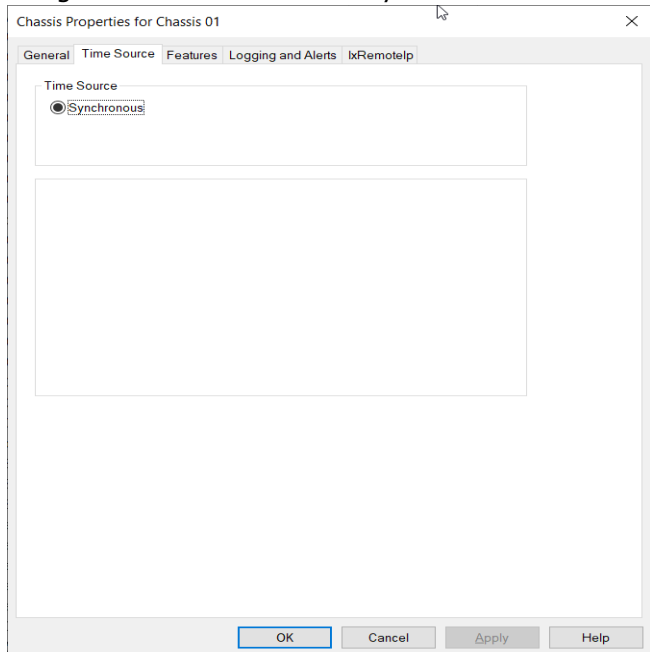 Chassis Properties for Chassis 01
General Time Source Features Logging and Alerts IxRemoteIp
Time Source
Synchronous
OK Cancel Apply Help